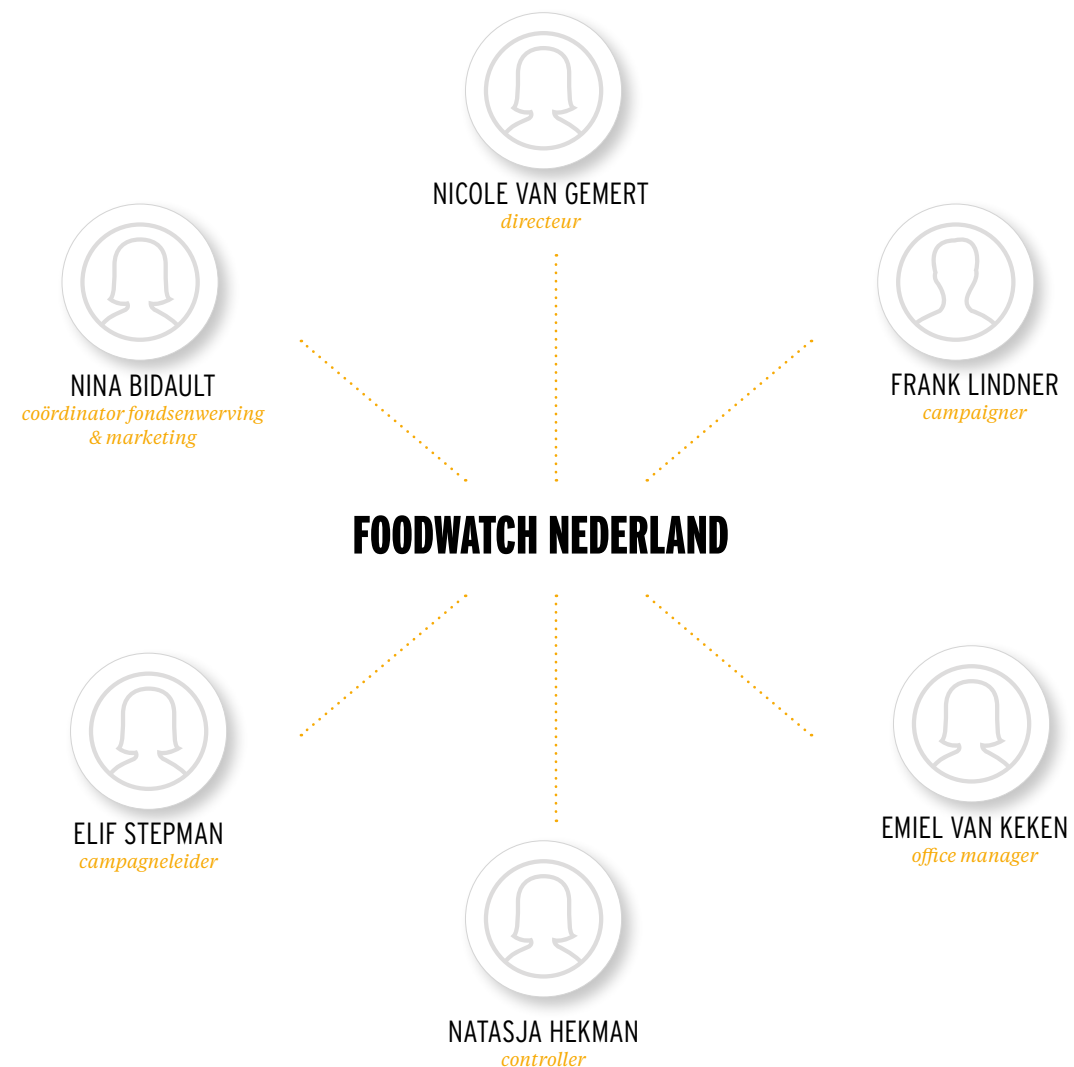 NICOLE VAN GEMERT
directeur
NINA BIDAULT
coördinator fondsenwerving
& marketing
FRANK LINDNER
campaigner
FOODWATCH NEDERLAND
ELIF STEPMAN
campagneleider
EMIEL VAN KEKEN
office manager
NATASJA HEKMAN
controller